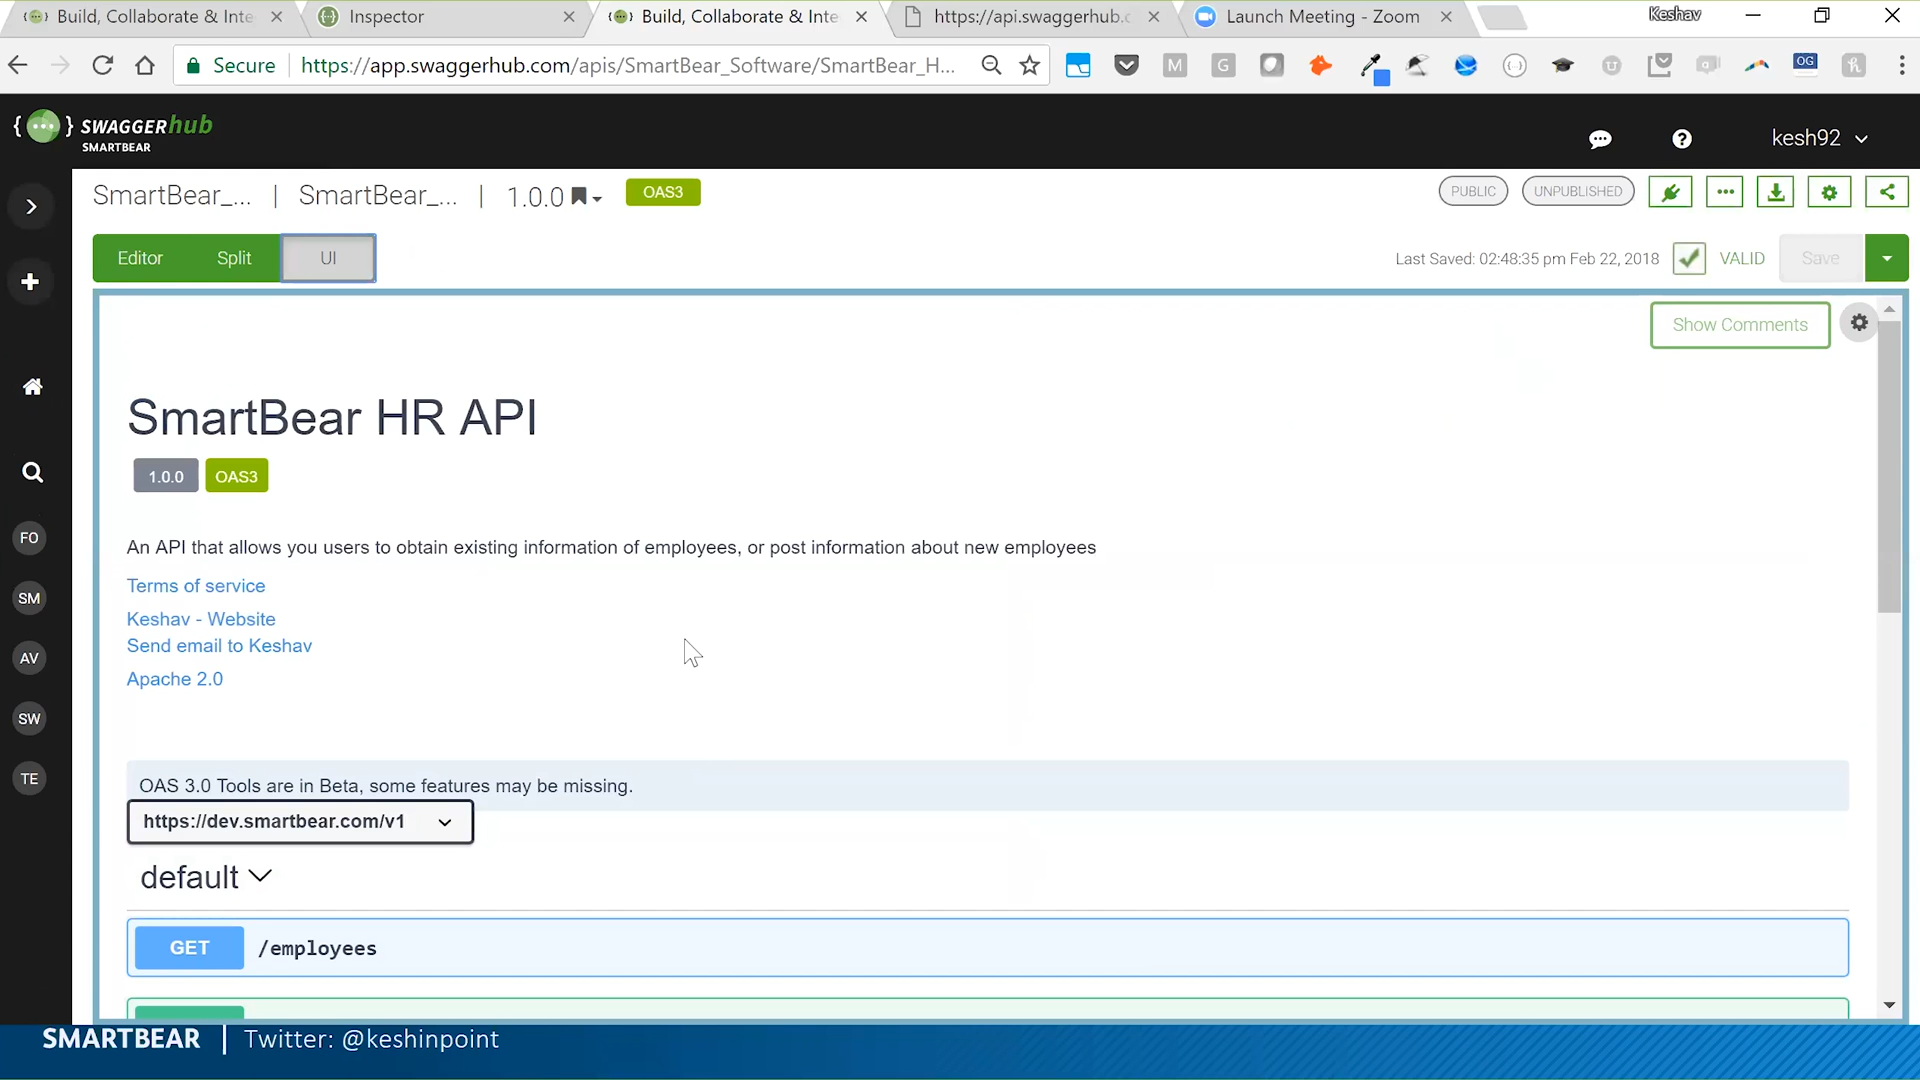 Build, Collaborate & Inte
Inspector
Build, Collaborate & Inte
https://api.swaggerhub.c
Launch Meeting - Zoom
Keshav
Secure
https://app.swaggerhub.com/apis/SmartBear_Software/SmartBear_H...
M
G
OG
SWAGGERhub
SMARTBEAR
kesh92
SmartBear_... | SmartBear_... | 1.0.0
OAS3
PUBLIC
UNPUBLISHED
Editor
Split
UI
Last Saved: 02:48:35 pm Feb 22, 2018
VALID
Save
Show Comments
SmartBear HR API
1.0.0
OAS3
An API that allows you users to obtain existing information of employees, or post information about new employees
Terms of service
Keshav - Website
Send email to Keshav
Apache 2.0
FO
SM
AV
SW
TE
OAS 3.0 Tools are in Beta, some features may be missing.
https://dev.smartbear.com/v1
default
GET
/employees
SMARTBEAR | Twitter: @keshinpoint